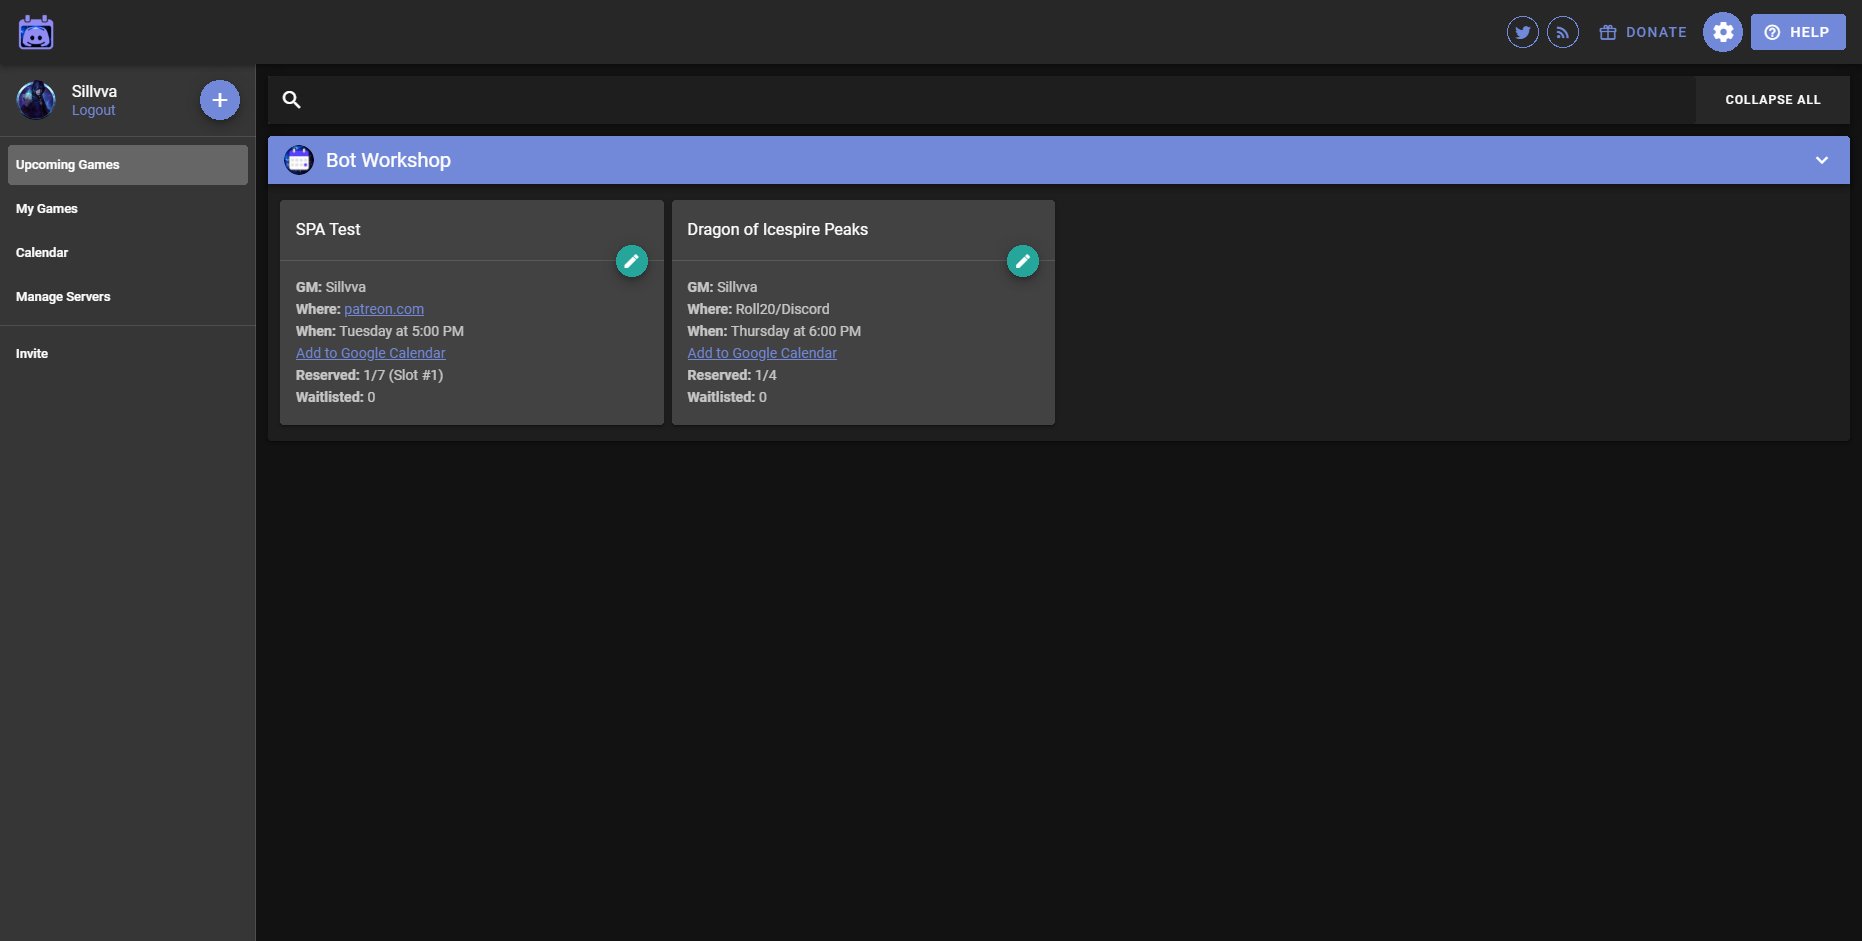 DONATE
HELP
Sillvva
Logout
COLLAPSE ALL
Upcoming Games
My Games
Calendar
Manage Servers
Invite
Bot Workshop
SPA Test
GM: Sillvva
Where: patreon.com
When: Tuesday at 5:00 PM
Add to Google Calendar
Reserved: 1/7 (Slot #1)
Waitlisted: 0
Dragon of Icespire Peaks
GM: Sillvva
Where: Roll20/Discord
When: Thursday at 6:00 PM
Add to Google Calendar
Reserved: 1/4
Waitlisted: 0